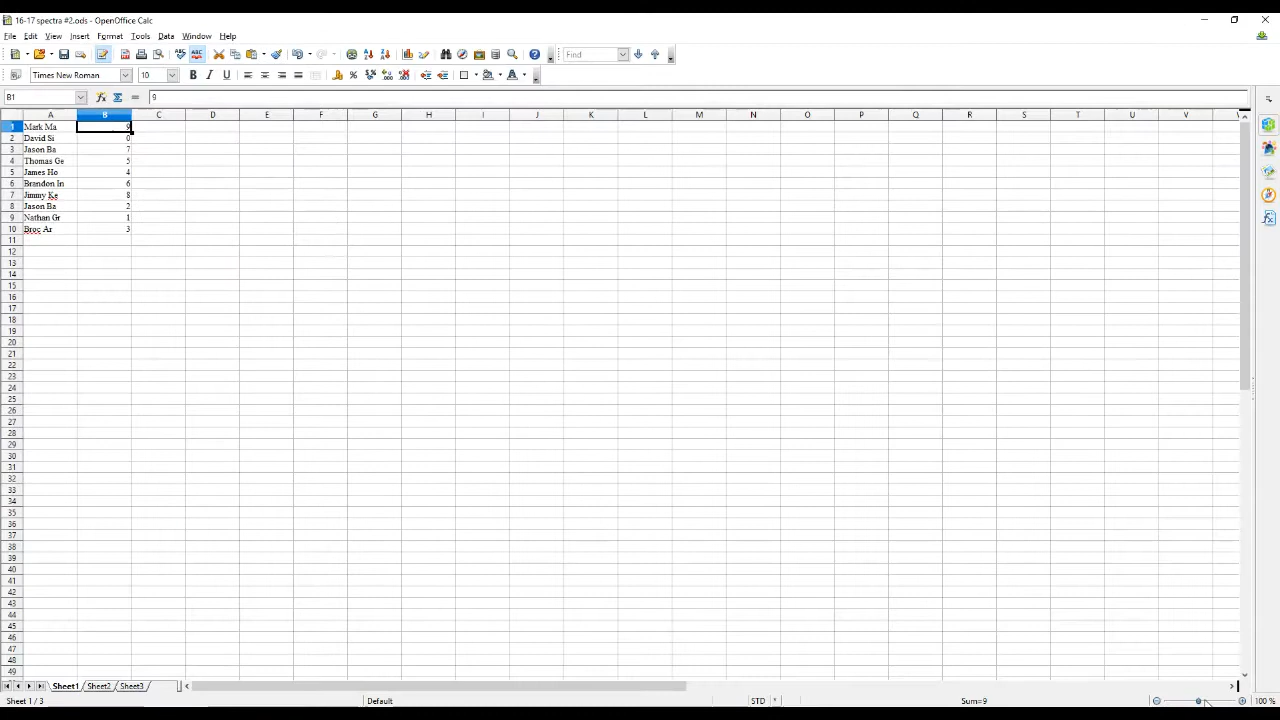 16-17 spectra #2.ods - OpenOffice Calc
File Edit View Insert Format Tools Data Window Help
Find
Times New Roman 10
B1 9
A B C D E F G H I J K L M N O P Q R S T U V
1 Mark Ma 9
2 David Si 0
3 Jason Ba 7
4 Thomas Ge 5
5 James Ho 4
6 Brandon In 6
7 Jimmy Ke 8
8 Jason Ba 2
9 Nathan Gr 1
10 Broc Ar 3
11
12
13
14
15
16
17
18
19
20
21
22
23
24
25
26
27
28
29
30
31
32
33
34
35
36
37
38
39
40
41
42
43
44
45
46
47
48
49
Sheet1 Sheet2 Sheet3
Sheet 1 / 3 Default STD * Sum=9 100 %